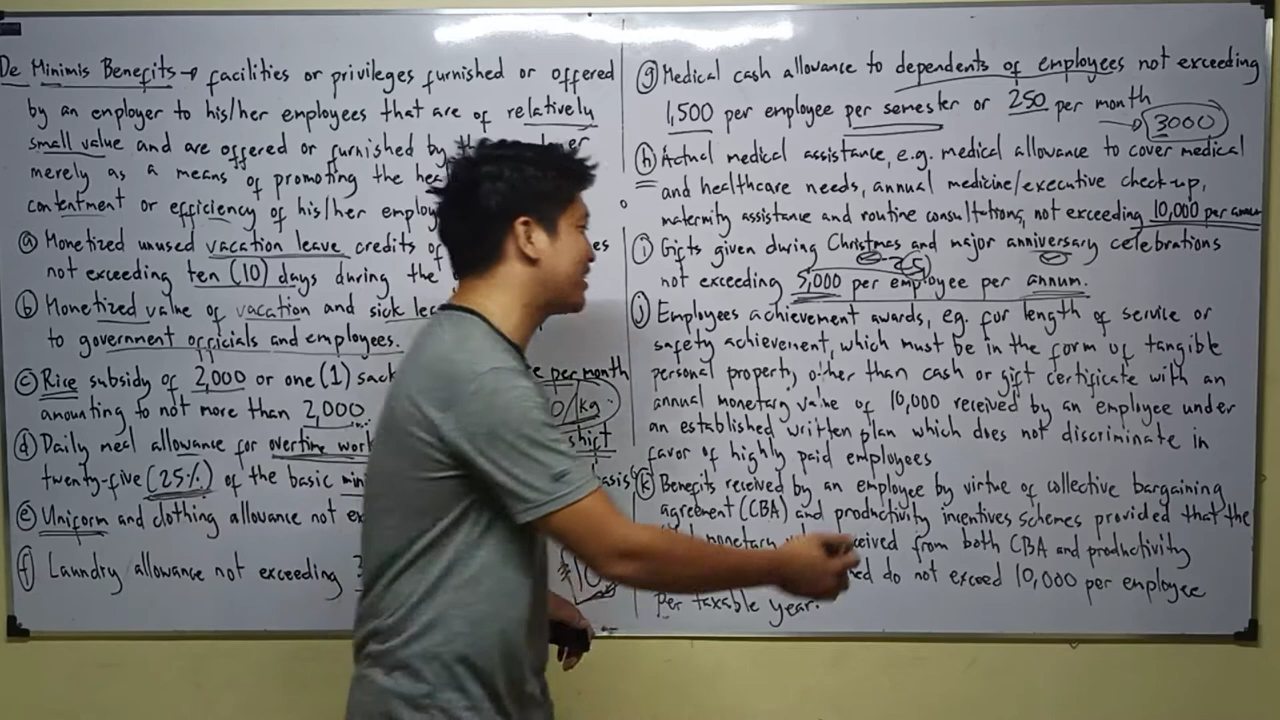 De Minimis Benefits → facilities or privileges furnished or offered
by an employer to his/her employees that are of relatively
small value and are offered or furnished by
merely as a means of promoting the
contentment or efficiency of his/her
ⓐ Monetized unused vacation leave credits of
not exceeding ten (10) days during the
ⓑ Monetized value of vacation and sick
to government officials and employees.
ⓒ Rice subsidy of 2,000 or one (1) per month
amounting to not more than 2,000. /kg.
ⓓ Daily meal allowance for overtime shift
twenty-five (25%) of the basic basis
ⓔ Uniform and clothing allowance not
ⓕ Laundry allowance not exceeding
ⓖ Medical cash allowance to dependents of employees not exceeding
1,500 per employee per semester or 250 per month
→ 3000
ⓗ Actual medical assistance, e.g. medical allowance to cover medical
and healthcare needs, annual medicine/executive check-up,
maternity assistance and routine consultations, not exceeding 10,000 per annum
ⓘ Gifts given during Christmas and major anniversary celebrations
not exceeding 5,000 per employee per annum.
ⓙ Employees achievement awards, eg. for length of service or
safety achievement, which must be in the form of tangible
personal property other than cash or gift certificate with an
annual monetary value of 10,000 received by an employee under
an established written plan which does not discriminate in
favor of highly paid employees
ⓚ Benefits received by an employee by virtue of collective bargaining
agreement (CBA) and productivity incentives schemes provided that the
monetary from both CBA and productivity
do not exceed 10,000 per employee
per taxable year.